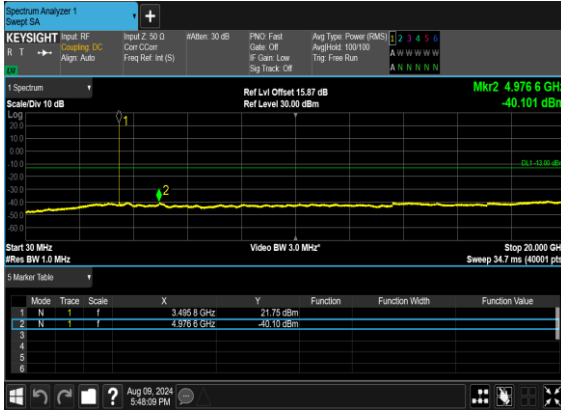 Spectrum Analyzer 1
Swept SA
KEYSIGHT
R T
Input: RF
Coupling: DC
Align: Auto
Input Z: 50 Ω
Corr CCorr
Freq Ref: Int (S)
#Atten: 30 dB
PNO: Fast
Gate: Off
IF Gain: Low
Sig Track: Off
Avg Type: Power (RMS)
Avg|Hold: 100/100
Trig: Free Run
1 2 3 4 5 6
A W W W W W
A N N N N N
1 Spectrum
Scale/Div 10 dB
Ref Lvl Offset 15.87 dB
Ref Level 30.00 dBm
Mkr2 4.976 6 GHz
-40.101 dBm
Log
1
20.0
10.0
0.00
-10.0
DL1 -13.00 dBm
-20.0
-30.0
2
-40.0
-50.0
-60.0
Start 30 MHz
#Res BW 1.0 MHz
Video BW 3.0 MHz*
Stop 20.000 GH
Sweep 34.7 ms (40001 pts
5 Marker Table
Mode Trace Scale X Y Function Function Width Function Value
1 N 1 f 3.495 8 GHz 21.75 dBm
2 N 1 f 4.976 6 GHz -40.10 dBm
3
4
5
6
?
Aug 09, 2024
5:48:09 PM